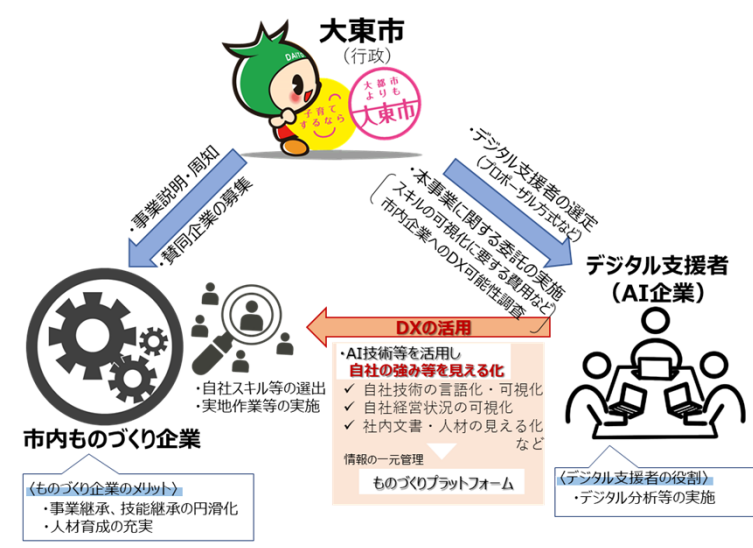 大東市
(行政)
DAITO
子育て
するなら
大都市
よりも
大東市
・事業説明・周知
・賛同企業の募集
・デジタル支援者の選定
(プロポーザル方式など)
・本事業に関する委託の実施
スキルの可視化に要する費用など
市内企業へのDX可能性調査
デジタル支援者
(AI企業)
DXの活用
・AI技術等を活用し
自社の強み等を見える化
✓ 自社技術の言語化・可視化
✓ 自社経営状況の可視化
✓ 社内文書・人材の見える化
など
情報の一元管理
ものづくりプラットフォーム
・自社スキル等の選出
・実地作業等の実施
市内ものづくり企業
〈ものづくり企業のメリット〉
・事業継承、技能継承の円滑化
・人材育成の充実
〈デジタル支援者の役割〉
・デジタル分析等の実施